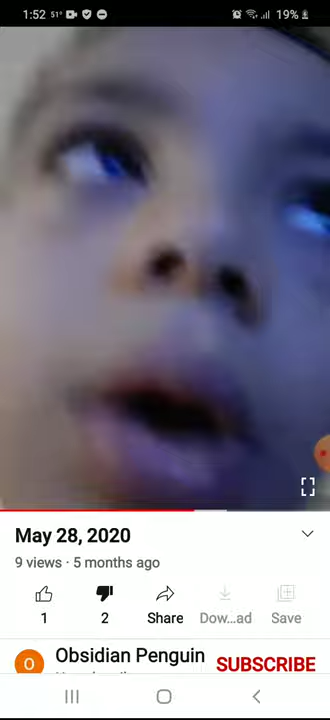 1:52 51°
19%
May 28, 2020
9 views · 5 months ago
1
2
Share
Dow...ad
Save
O
Obsidian Penguin
SUBSCRIBE